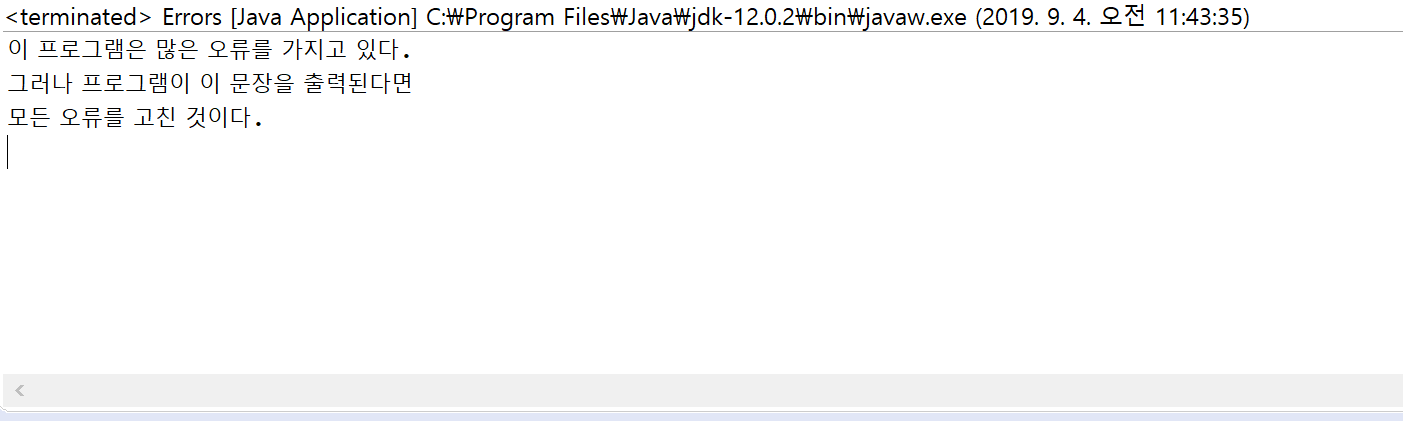 <terminated> Errors [Java Application] C:₩Program Files₩Java₩jdk-12.0.2₩bin₩javaw.exe (2019. 9. 4. 오전 11:43:35)
이 프로그램은 많은 오류를 가지고 있다.
그러나 프로그램이 이 문장을 출력된다면
모든 오류를 고친 것이다.